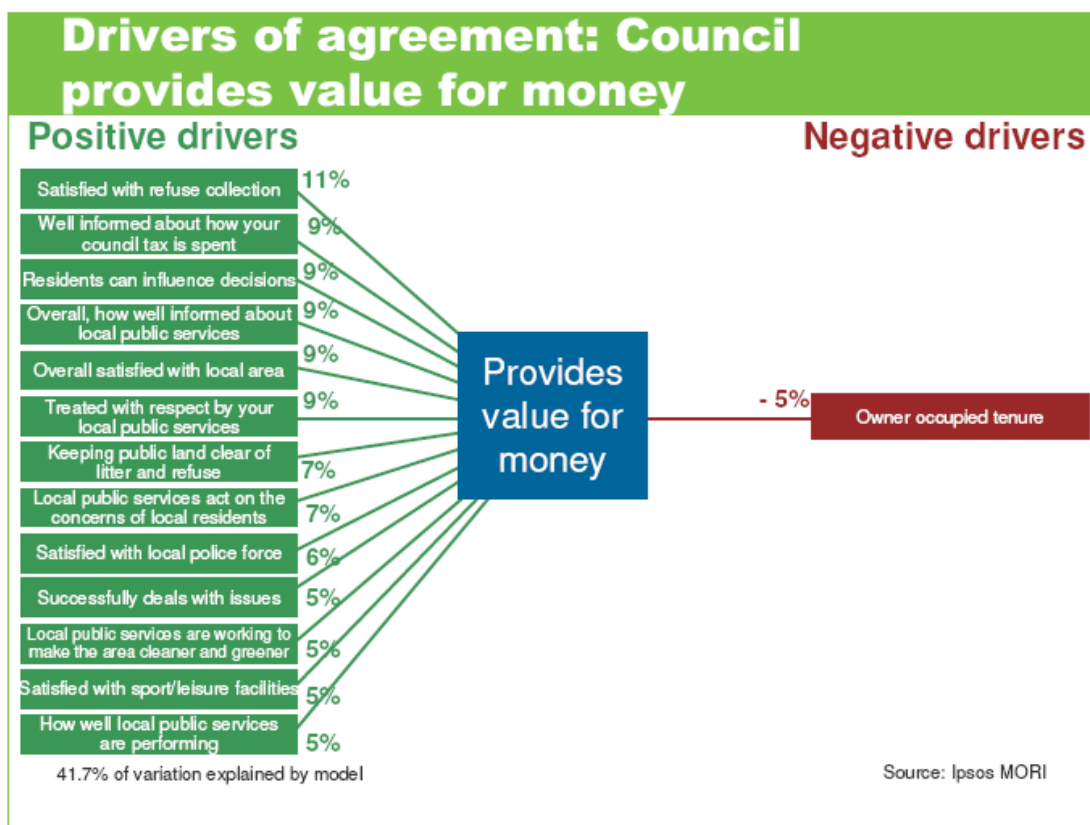 Drivers of agreement: Council
provides value for money
Positive drivers
Negative drivers
Satisfied with refuse collection
11%
Well informed about how your
council tax is spent
9%
Residents can influence decisions
9%
Overall, how well informed about
local public services
9%
Overall satisfied with local area
9%
Treated with respect by your
local public services
9%
Keeping public land clear of
litter and refuse
7%
Local public services act on the
concerns of local residents
7%
Satisfied with local police force
6%
Successfully deals with issues
5%
Local public services are working to
make the area cleaner and greener
5%
Satisfied with sport/leisure facilities
5%
How well local public services
are performing
5%
Provides
value for
money
- 5%
Owner occupied tenure
41.7% of variation explained by model
Source: Ipsos MORI